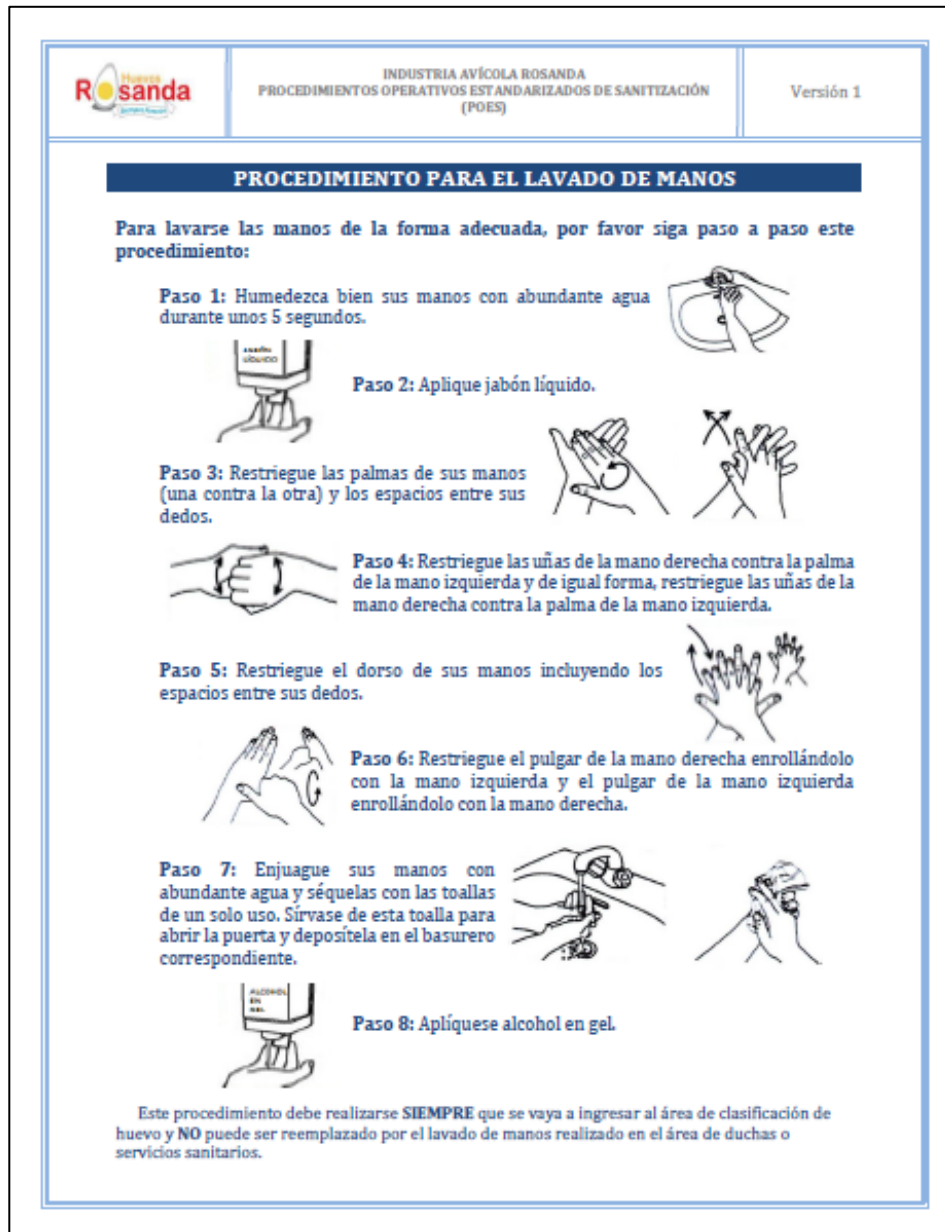 Huevos
Rosanda
INDUSTRIA AVÍCOLA ROSANDA
PROCEDIMIENTOS OPERATIVOS ESTANDARIZADOS DE SANITIZACIÓN
(POES)
Versión 1
PROCEDIMIENTO PARA EL LAVADO DE MANOS
Para lavarse las manos de la forma adecuada, por favor siga paso a paso este
procedimiento:
Paso 1: Humedezca bien sus manos con abundante agua
durante unos 5 segundos.
JABÓN
LÍQUIDO
Paso 2: Aplique jabón líquido.
Paso 3: Restriegue las palmas de sus manos
(una contra la otra) y los espacios entre sus
dedos.
Paso 4: Restriegue las uñas de la mano derecha contra la palma
de la mano izquierda y de igual forma, restriegue las uñas de la
mano derecha contra la palma de la mano izquierda.
Paso 5: Restriegue el dorso de sus manos incluyendo los
espacios entre sus dedos.
Paso 6: Restriegue el pulgar de la mano derecha enrollándolo
con la mano izquierda y el pulgar de la mano izquierda
enrollándolo con la mano derecha.
Paso 7: Enjuague sus manos con
abundante agua y séquelas con las toallas
de un solo uso. Sírvase de esta toalla para
abrir la puerta y deposítela en el basurero
correspondiente.
ALCOHOL
EN
GEL
Paso 8: Aplíquese alcohol en gel.
Este procedimiento debe realizarse SIEMPRE que se vaya a ingresar al área de clasificación de
huevo y NO puede ser reemplazado por el lavado de manos realizado en el área de duchas o
servicios sanitarios.